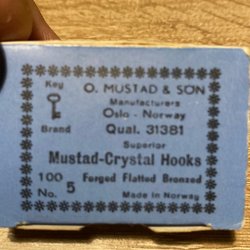 Key
Brand
O. MUSTAD & SON
Manufacturers
Oslo - Norway
Qual. 31381
Superior
Mustad-Crystal Hooks
100 Forged Flatted Bronzed
No. 5 Made in Norway